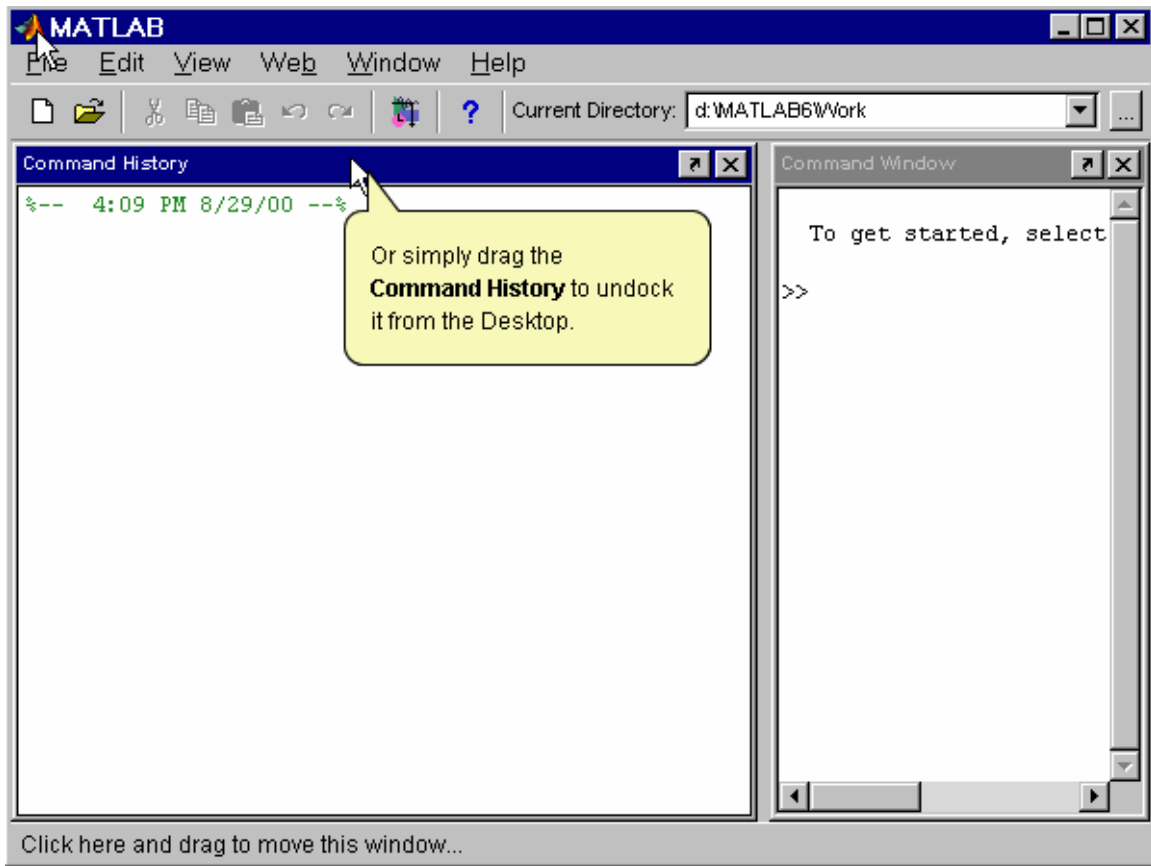 MATLAB
File Edit View Web Window Help
? Current Directory: d:\MATLAB6\Work ...
Command History
%-- 4:09 PM 8/29/00 --%
Or simply drag the
Command History to undock
it from the Desktop.
Command Window
To get started, select
>>
Click here and drag to move this window...